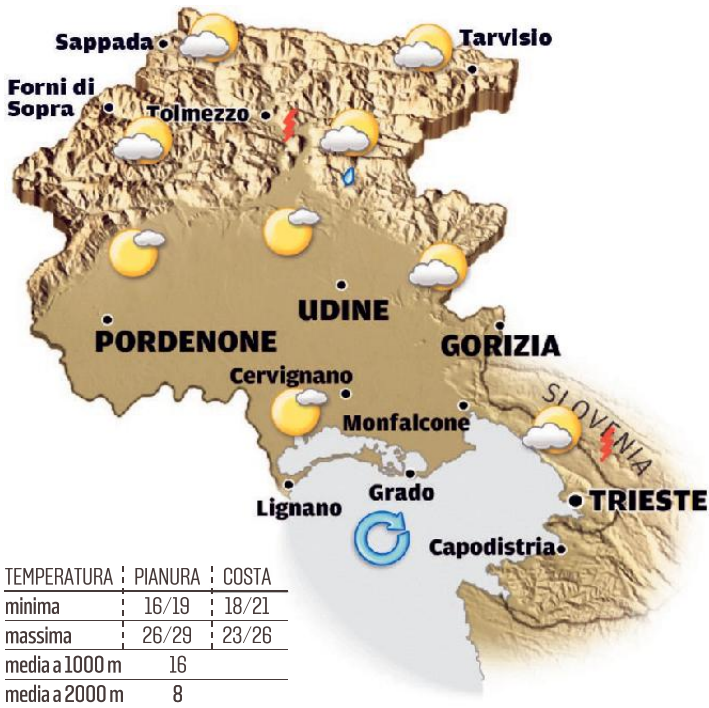 Sappada
Tarvisio
Forni di
Sopra
Tolmezzo
UDINE
PORDENONE
GORIZIA
Cervignano
SLOVENIA
Monfalcone
Lignano
Grado
TRIESTE
Capodistria
TEMPERATURA PIANURA COSTA
minima 16/19 18/21
massima 26/29 23/26
media a 1000 m 16
media a 2000 m 8